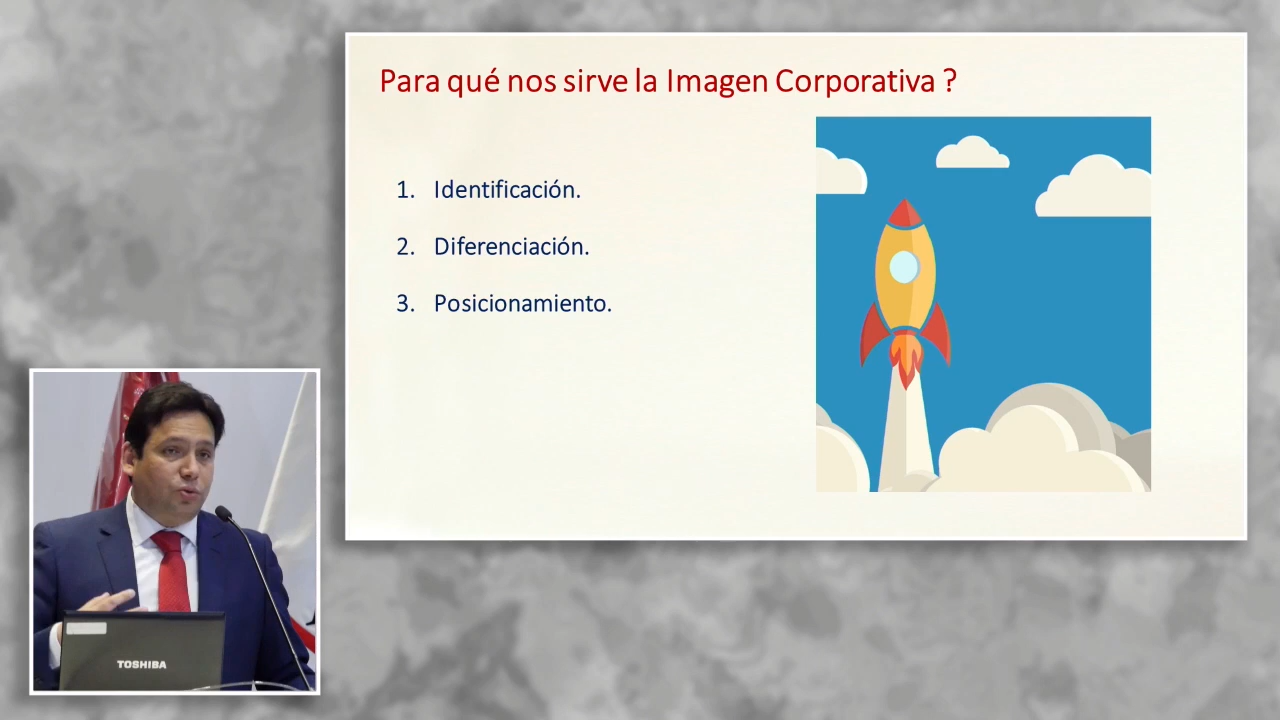 Para qué nos sirve la Imagen Corporativa ?
1. Identificación.
2. Diferenciación.
3. Posicionamiento.
TOSHIBA